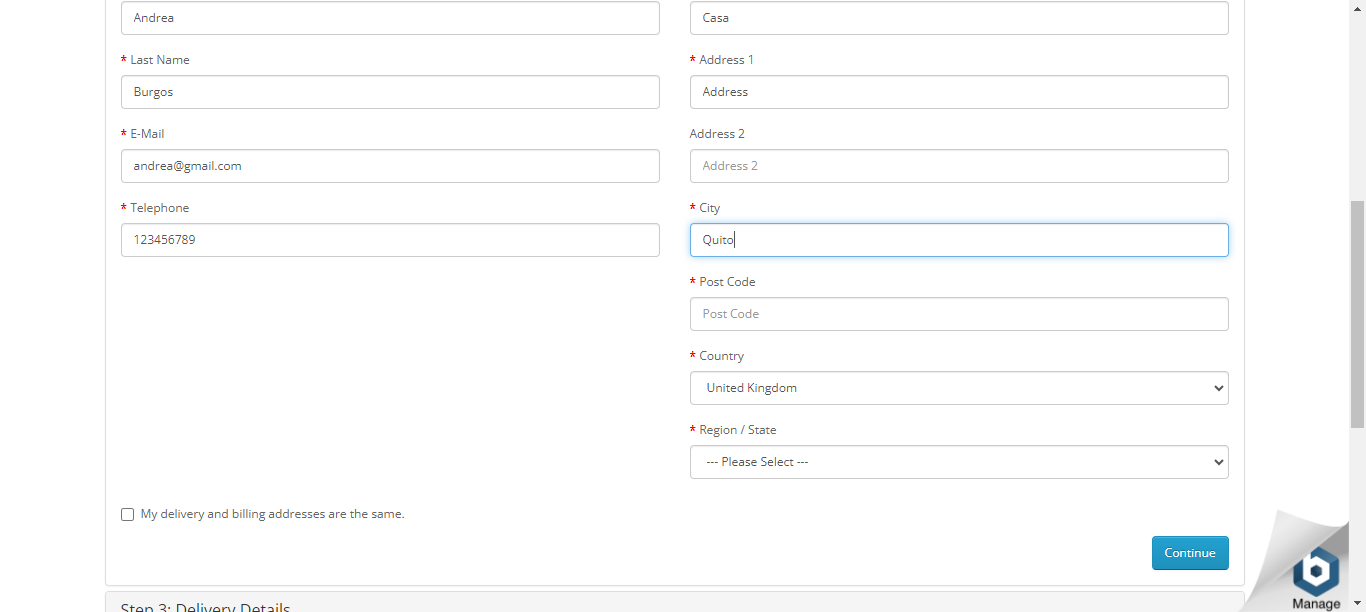 Andrea
Casa
* Last Name
* Address 1
Burgos
Address
* E-Mail
Address 2
andrea@gmail.com
Address 2
* Telephone
* City
123456789
Quito
* Post Code
Post Code
* Country
United Kingdom
* Region / State
--- Please Select ---
My delivery and billing addresses are the same.
Continue
Step 3: Delivery Details
b
Manage